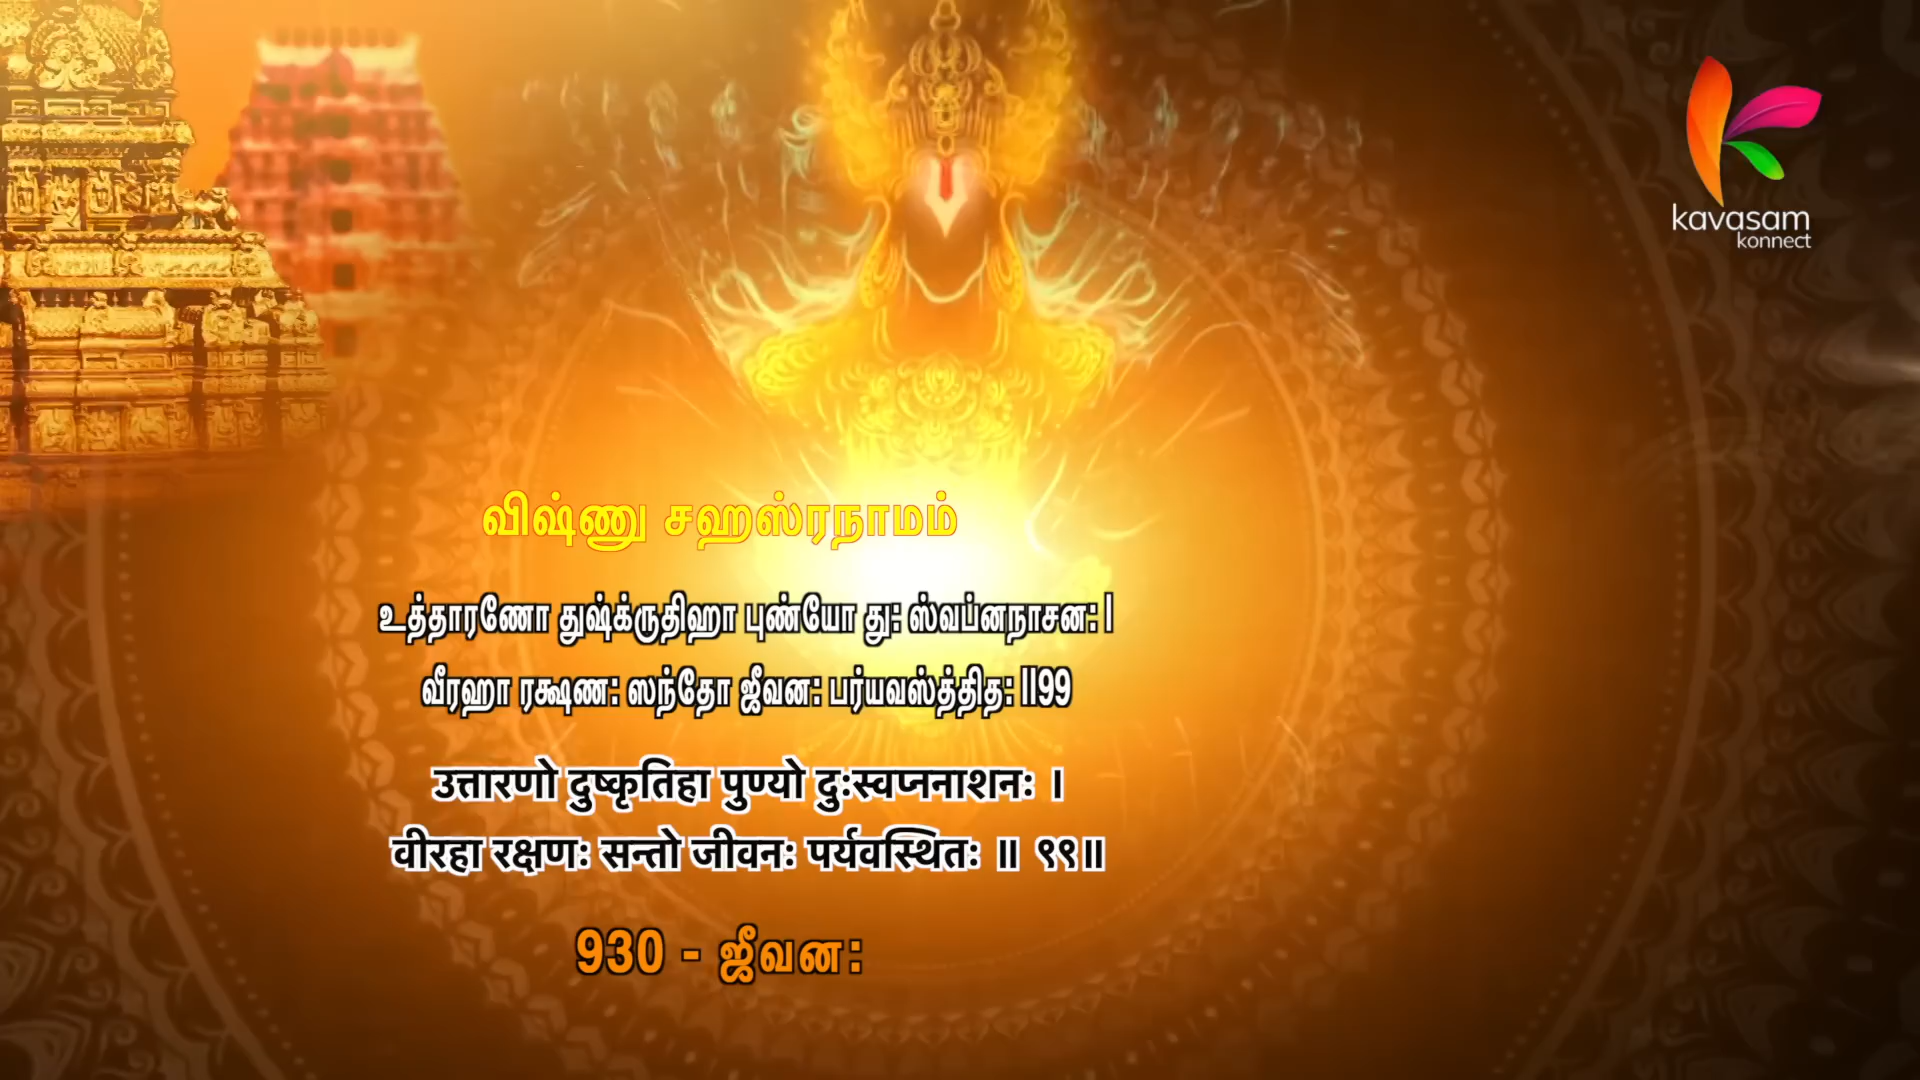 kavasam
konnect
விஷ்ணு சஹஸ்ரநாமம்
உத்தாரணோ துஷ்க்ருதிஹா புண்யோ து: ஸ்வப்னநாசன: |
வீரஹா ரக்ஷண: ஸந்தோ ஜீவன: பர்யவஸ்த்தித: ||99
उत्तारणो दुष्कृतिहा पुण्यो दुःस्वप्ननाशनः ।
वीरहा रक्षणः सन्तो जीवनः पर्यवस्थितः ॥ ९९॥
930 - ஜீவன: